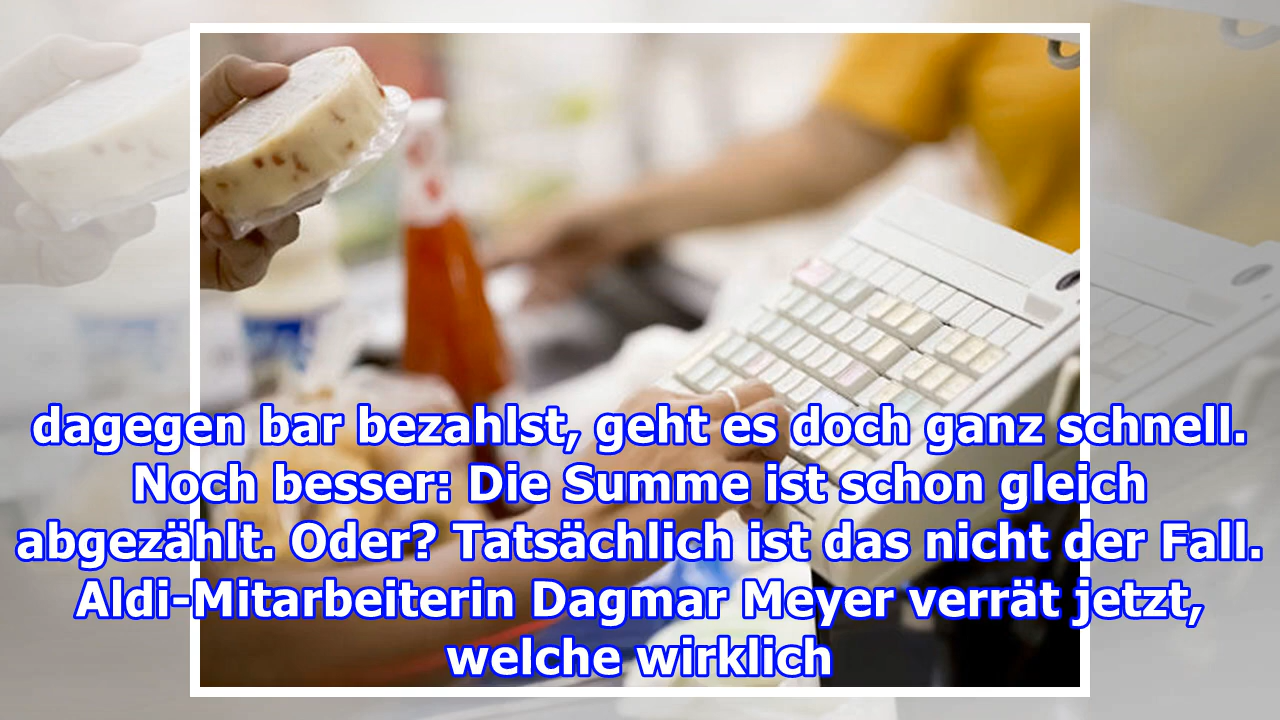 dagegen bar bezahlst, geht es doch ganz schnell.
Noch besser: Die Summe ist schon gleich
abgezählt. Oder? Tatsächlich ist das nicht der Fall.
Aldi-Mitarbeiterin Dagmar Meyer verrät jetzt,
welche wirklich